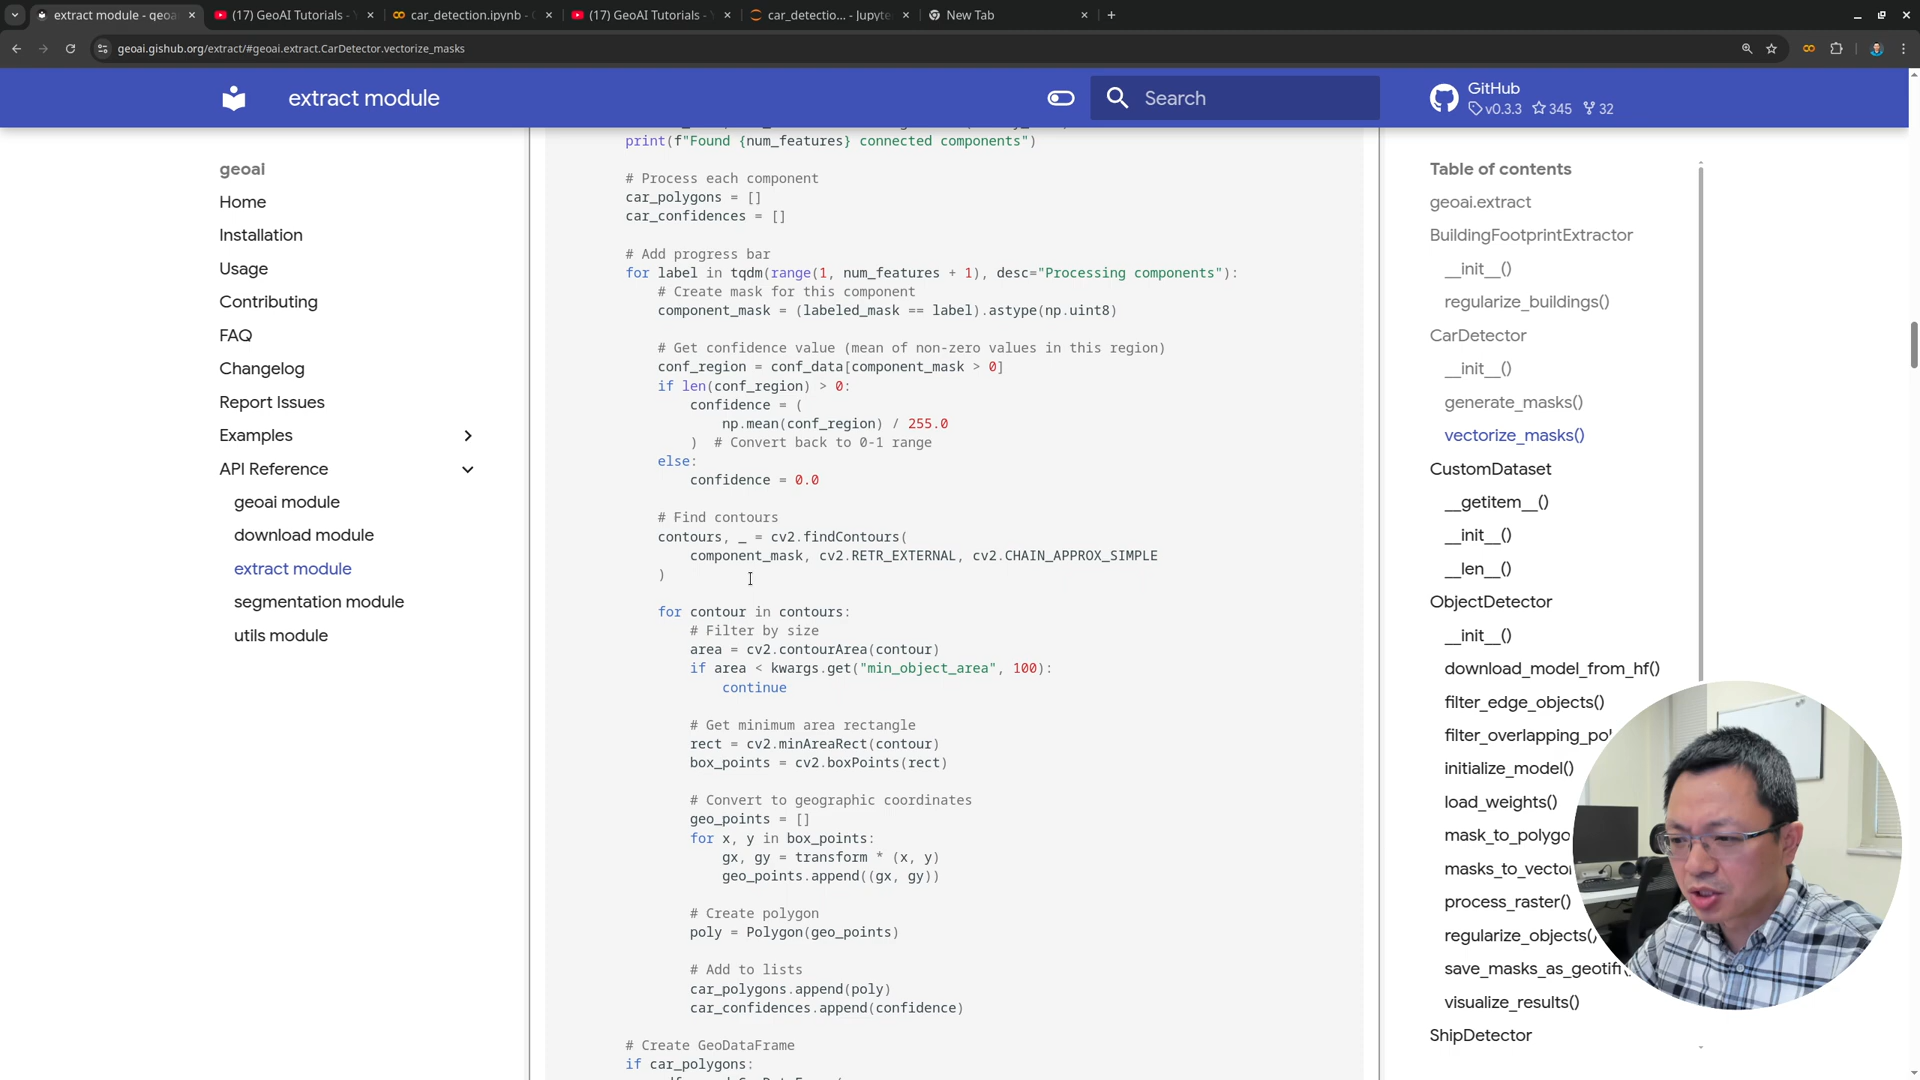 extract module - geoa
(17) GeoAI Tutorials -
car_detection.ipynb -
(17) GeoAI Tutorials -
car_detectio... - Jupyte
New Tab
geoai.gishub.org/extract/#geoai.extract.CarDetector.vectorize_masks
extract module
Search
GitHub
v0.3.3 345 32
geoai
Home
Installation
Usage
Contributing
FAQ
Changelog
Report Issues
Examples
API Reference
geoai module
download module
extract module
segmentation module
utils module
print(f"Found {num_features} connected components")
# Process each component
car_polygons = []
car_confidences = []
# Add progress bar
for label in tqdm(range(1, num_features + 1), desc="Processing components"):
# Create mask for this component
component_mask = (labeled_mask == label).astype(np.uint8)
# Get confidence value (mean of non-zero values in this region)
conf_region = conf_data[component_mask > 0]
if len(conf_region) > 0:
confidence = (
np.mean(conf_region) / 255.0
) # Convert back to 0-1 range
else:
confidence = 0.0
# Find contours
contours, _ = cv2.findContours(
component_mask, cv2.RETR_EXTERNAL, cv2.CHAIN_APPROX_SIMPLE
)
for contour in contours:
# Filter by size
area = cv2.contourArea(contour)
if area < kwargs.get("min_object_area", 100):
continue
# Get minimum area rectangle
rect = cv2.minAreaRect(contour)
box_points = cv2.boxPoints(rect)
# Convert to geographic coordinates
geo_points = []
for x, y in box_points:
gx, gy = transform * (x, y)
geo_points.append((gx, gy))
# Create polygon
poly = Polygon(geo_points)
# Add to lists
car_polygons.append(poly)
car_confidences.append(confidence)
# Create GeoDataFrame
if car_polygons:
Table of contents
geoai.extract
BuildingFootprintExtractor
__init__()
regularize_buildings()
CarDetector
__init__()
generate_masks()
vectorize_masks()
CustomDataset
__getitem__()
__init__()
__len__()
ObjectDetector
__init__()
download_model_from_hf()
filter_edge_objects()
filter_overlapping_pol
initialize_model()
load_weights()
mask_to_polygo
masks_to_vector
process_raster()
regularize_objects()
save_masks_as_geotiff()
visualize_results()
ShipDetector